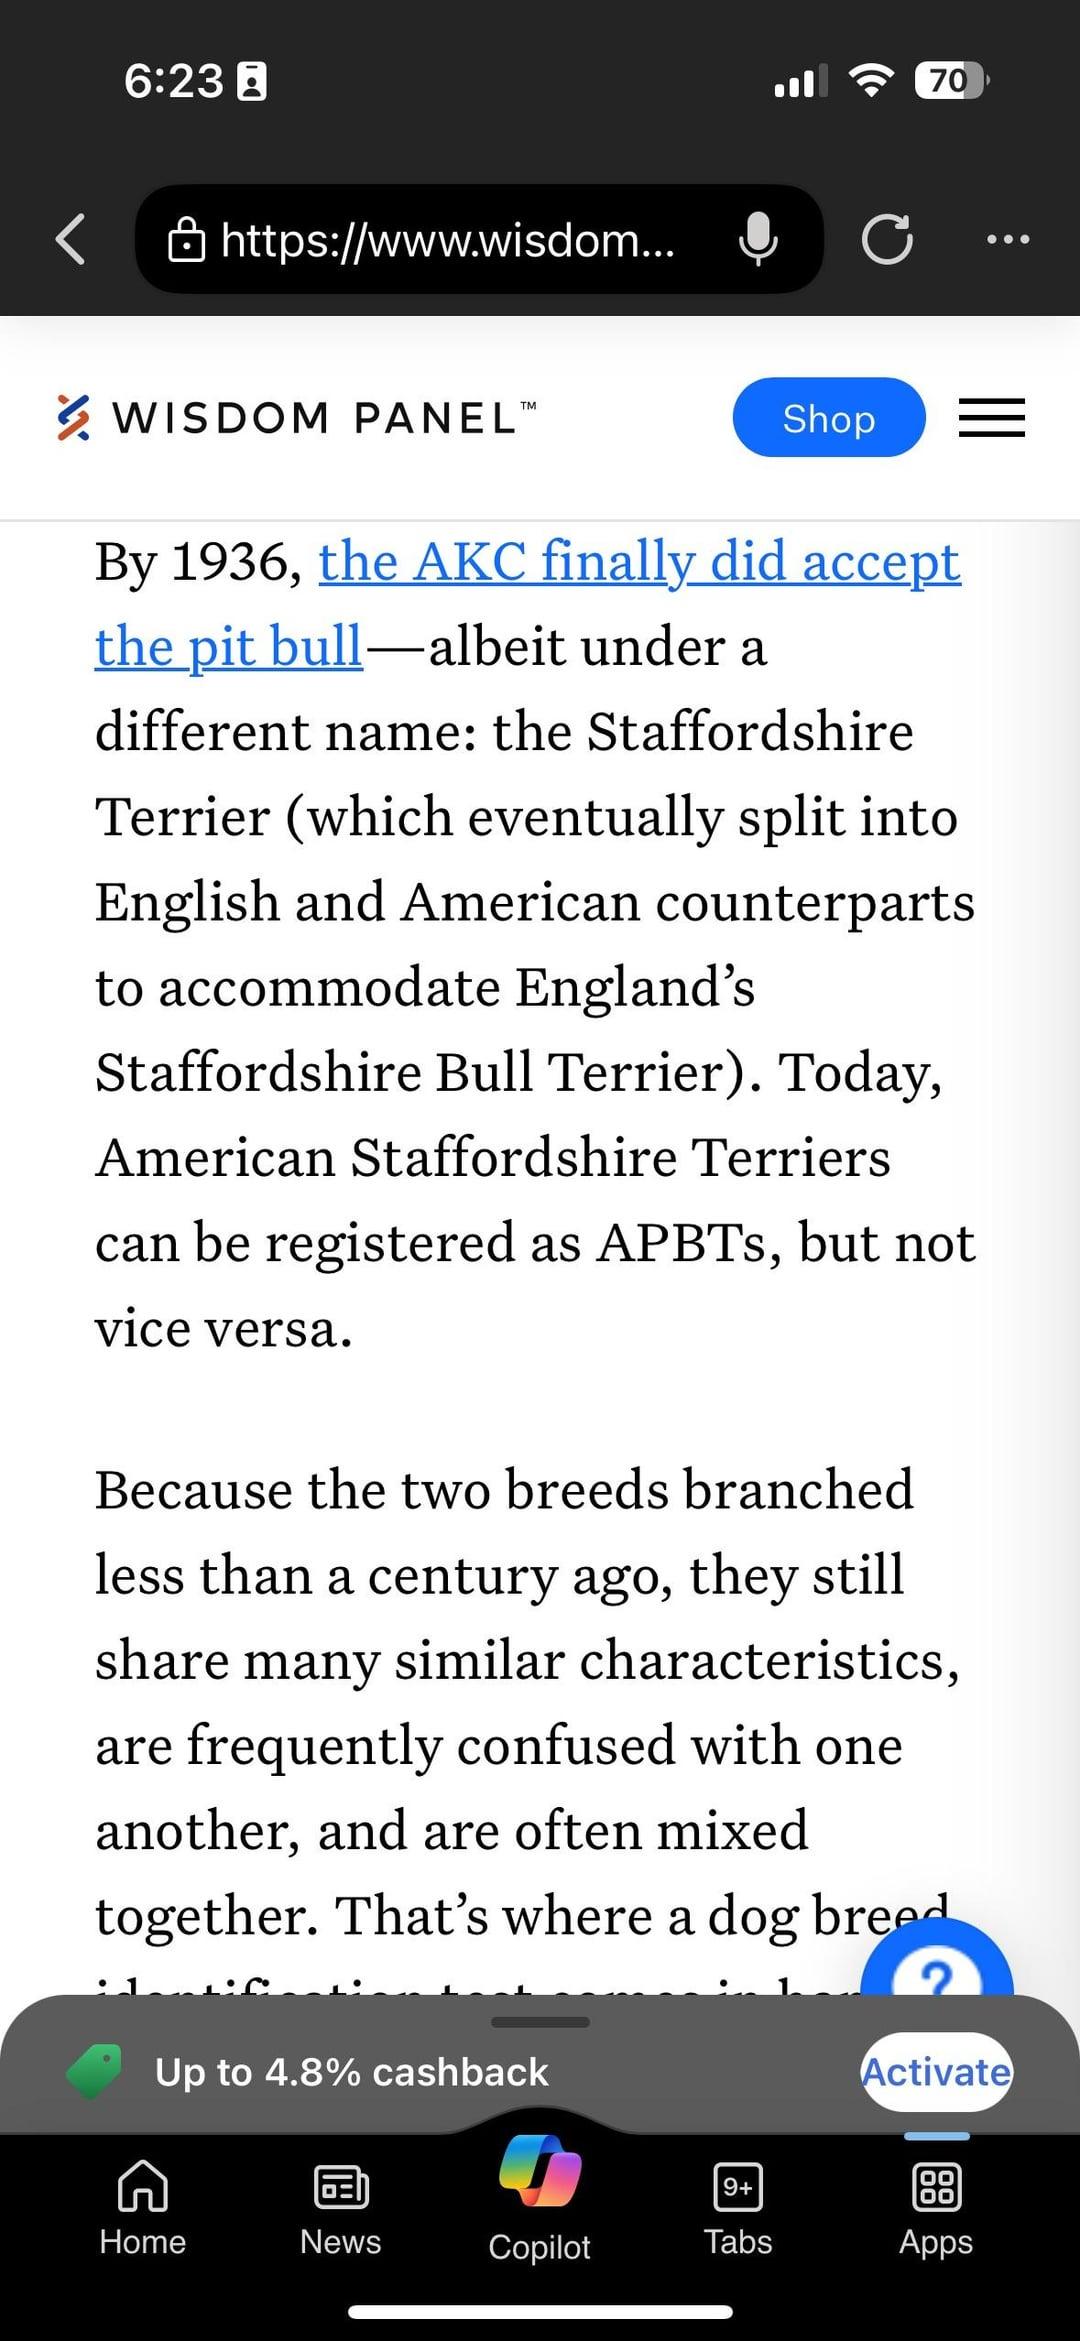 6:23
70
https://www.wisdom...
WISDOM PANEL™
Shop
By 1936, the AKC finally did accept
the pit bull—albeit under a
different name: the Staffordshire
Terrier (which eventually split into
English and American counterparts
to accommodate England’s
Staffordshire Bull Terrier). Today,
American Staffordshire Terriers
can be registered as APBTs, but not
vice versa.
Because the two breeds branched
less than a century ago, they still
share many similar characteristics,
are frequently confused with one
another, and are often mixed
together. That’s where a dog breed
?
Up to 4.8% cashback
Activate
9+
Home
News
Copilot
Tabs
Apps